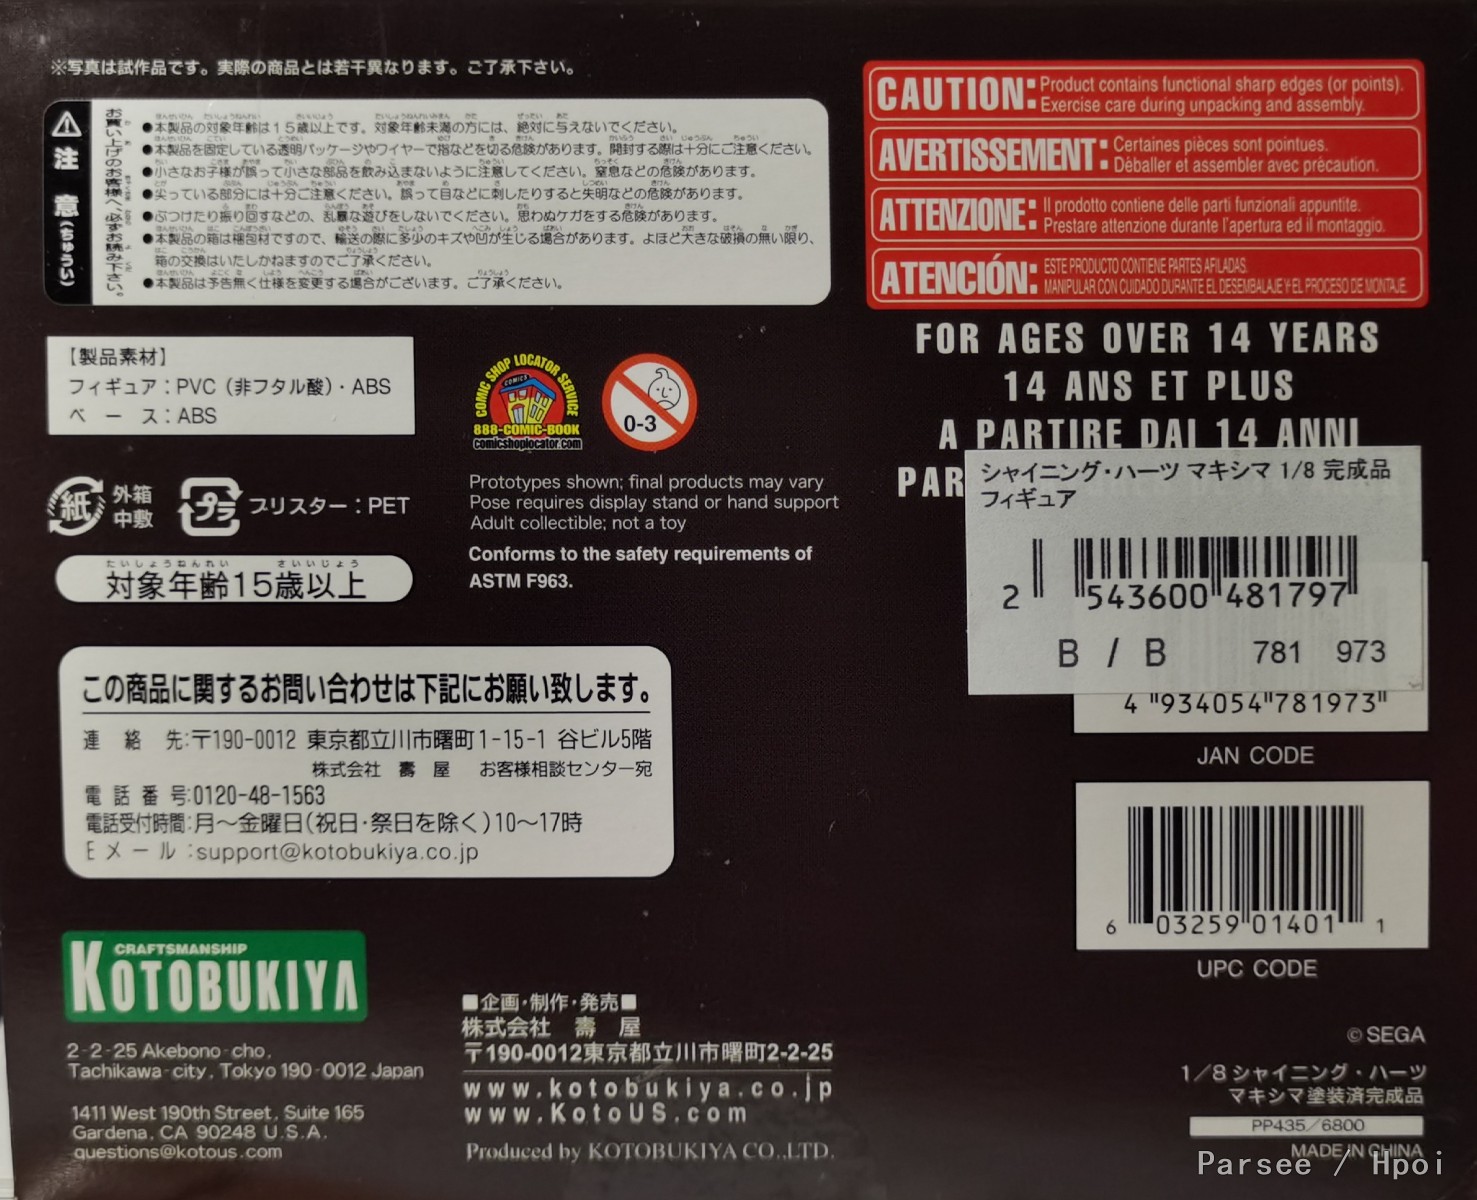 ※写真は試作品です。実際の商品とは若干異なります。ご了承下さい。
注意(ちゅうい)
お買い上げのお客様へ、必ずお読み下さい。
●本製品の対象年齢は15歳以上です。対象年齢未満の方には、絶対に与えないでください。
●本製品を固定している透明パッケージやワイヤーで指などを切る危険があります。開封する際は十分にご注意ください。
●小さなお子様が誤って小さな部品を飲み込まないように注意してください。窒息などの危険があります。
●尖っている部分には十分ご注意ください。誤って目などに刺したりすると失明などの危険があります。
●ぶつけたり振り回すなどの、乱暴な遊びをしないでください。思わぬケガをする危険があります。
●本製品の箱は梱包材ですので、輸送の際に多少のキズや凹が生じる場合があります。よほど大きな破損の無い限り、
箱の交換はいたしかねますのでご了承ください。
●本製品は予告無く仕様を変更する場合がございます。ご了承ください。
CAUTION: Product contains functional sharp edges (or points).
Exercise care during unpacking and assembly.
AVERTISSEMENT: Certaines pièces sont pointues.
Dèballer et assembler avec précaution.
ATTENZIONE: Il prodotto contiene delle parti funzionali appuntite.
Prestare attenzione durante l'apertura ed il montaggio.
ATENCIÓN: ESTE PRODUCTO CONTIENE PARTES AFILADAS.
MANIPULAR CON CUIDADO DURANTE EL DESEMBALAJE Y EL PROCESO DE MONTAJE.
FOR AGES OVER 14 YEARS
14 ANS ET PLUS
A PARTIRE DAI 14 ANNI
PAR
【製品素材】
フィギュア：PVC（非フタル酸）・ABS
ベース：ABS
COMIC SHOP LOCATOR SERVICE
COMICS
888-COMIC-BOOK
comicshoplocator.com
0-3
紙
外箱
中敷
プラ
ブリスター：PET
たいしょうねんれい さいいじょう
対象年齢15歳以上
Prototypes shown; final products may vary
Pose requires display stand or hand support
Adult collectible; not a toy
Conforms to the safety requirements of
ASTM F963.
シャイニング・ハーツ マキシマ 1/8 完成品
フィギュア
2 543600 481797
B / B 781 973
4 "934054"781973"
JAN CODE
6 03259 01401 1
UPC CODE
この商品に関するお問い合わせは下記にお願い致します。
連絡先:〒190-0012 東京都立川市曙町1-15-1 谷ビル5階
株式会社 壽屋 お客様相談センター宛
電話番号:0120-48-1563
電話受付時間:月〜金曜日(祝日・祭日を除く)10〜17時
Eメール:support@kotobukiya.co.jp
CRAFTSMANSHIP
KOTOBUKIYA
2-2-25 Akebono-cho,
Tachikawa-city, Tokyo 190-0012 Japan
1411 West 190th Street, Suite 165
Gardena, CA 90248 U.S.A.
questions@kotous.com
■企画・制作・発売■
株式会社 壽屋
〒190-0012東京都立川市曙町2-2-25
www.kotobukiya.co.jp
www.KotoUS.com
Produced by KOTOBUKIYA CO.,LTD.
©SEGA
1/8 シャイニング・ハーツ
マキシマ塗装済完成品
PP435/6800
MADE IN CHINA
Parsee / Hpoi